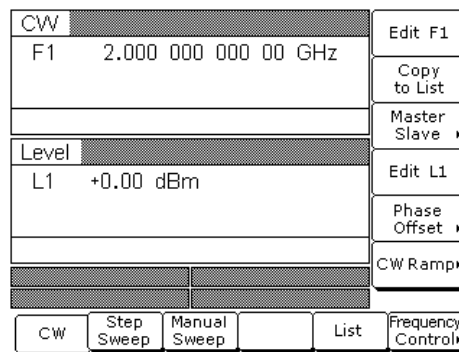 CW
F1 2.000 000 000 00 GHz
Level
L1 +0.00 dBm
Edit F1
Copy
to List
Master
Slave
Edit L1
Phase
Offset
CW Ramp
CW
Step
Sweep
Manual
Sweep
List
Frequency
Control